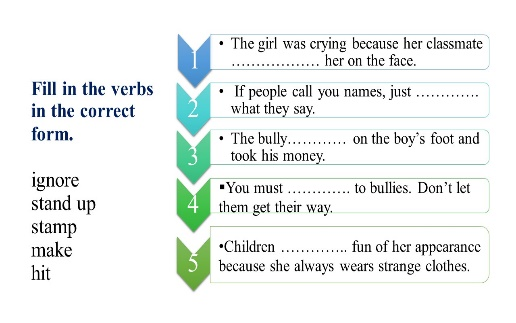 Fill in the verbs
in the correct
form.
ignore
stand up
stamp
make
hit
1
• The girl was crying because her classmate
……………… her on the face.
2
• If people call you names, just ………….
what they say.
3
• The bully………… on the boy's foot and
took his money.
4
▪You must …………. to bullies. Don't let
them get their way.
5
•Children ………….. fun of her appearance
because she always wears strange clothes.